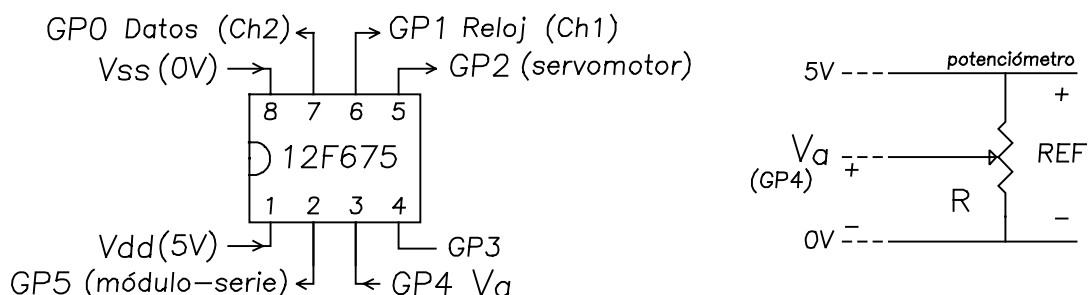 GP0 Datos (Ch2)
GP1 Reloj (Ch1)
Vss (0V)
GP2 (servomotor)
8 7 6 5
12F675
1 2 3 4
Vdd (5V)
GP3
GP5 (módulo-serie)
GP4 Va
potenciómetro
5V
+
Va
+
(GP4)
REF
R
-
-
0V